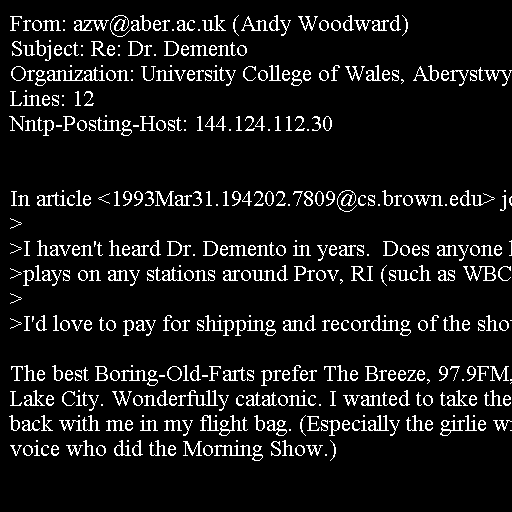 From: azw@aber.ac.uk (Andy Woodward)
Subject: Re: Dr. Demento
Organization: University College of Wales, Aberystwy
Lines: 12
Nntp-Posting-Host: 144.124.112.30
In article <1993Mar31.194202.7809@cs.brown.edu> jo
>
>I haven't heard Dr. Demento in years.  Does anyone
>plays on any stations around Prov, RI (such as WBC
>
>I'd love to pay for shipping and recording of the sho
The best Boring-Old-Farts prefer The Breeze, 97.9FM,
Lake City. Wonderfully catatonic. I wanted to take the
back with me in my flight bag. (Especially the girlie wi
voice who did the Morning Show.)